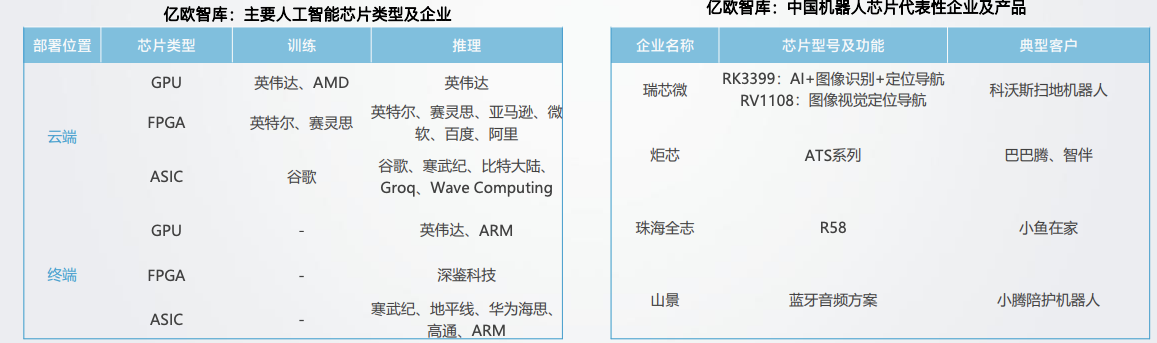 亿欧智库：主要人工智能芯片类型及企业
部署位置 芯片类型 训练 推理
云端
GPU 英伟达、AMD 英伟达
FPGA 英特尔、赛灵思 英特尔、赛灵思、亚马逊、微
软、百度、阿里
ASIC 谷歌 谷歌、寒武纪、比特大陆、
Groq、Wave Computing
终端
GPU - 英伟达、ARM
FPGA - 深鉴科技
ASIC - 寒武纪、地平线、华为海思、
高通、ARM
亿欧智库：中国机器人芯片代表性企业及产品
企业名称 芯片型号及功能 典型客户
瑞芯微 RK3399：AI+图像识别+定位导航 科沃斯扫地机器人
RV1108：图像视觉定位导航
炬芯 ATS系列 巴巴腾、智伴
珠海全志 R58 小鱼在家
山景 蓝牙音频方案 小腾陪护机器人